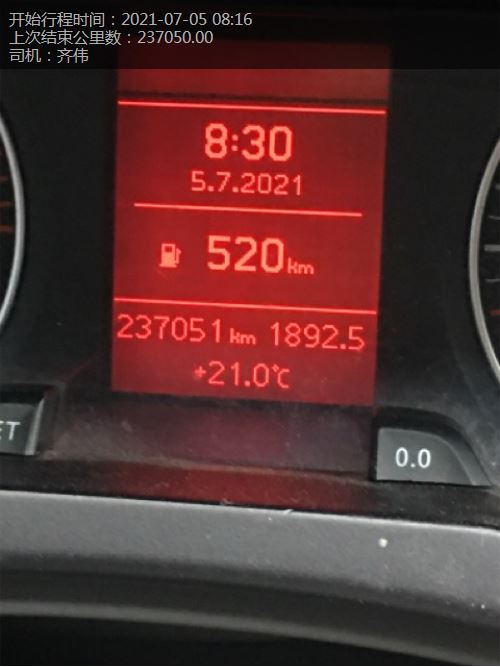 开始行程时间：2021-07-05 08:16
上次结束公里数：237050.00
司机：齐伟
8:30
5.7.2021
520km
237051km 1892.5
+21.0℃
ET
0.0